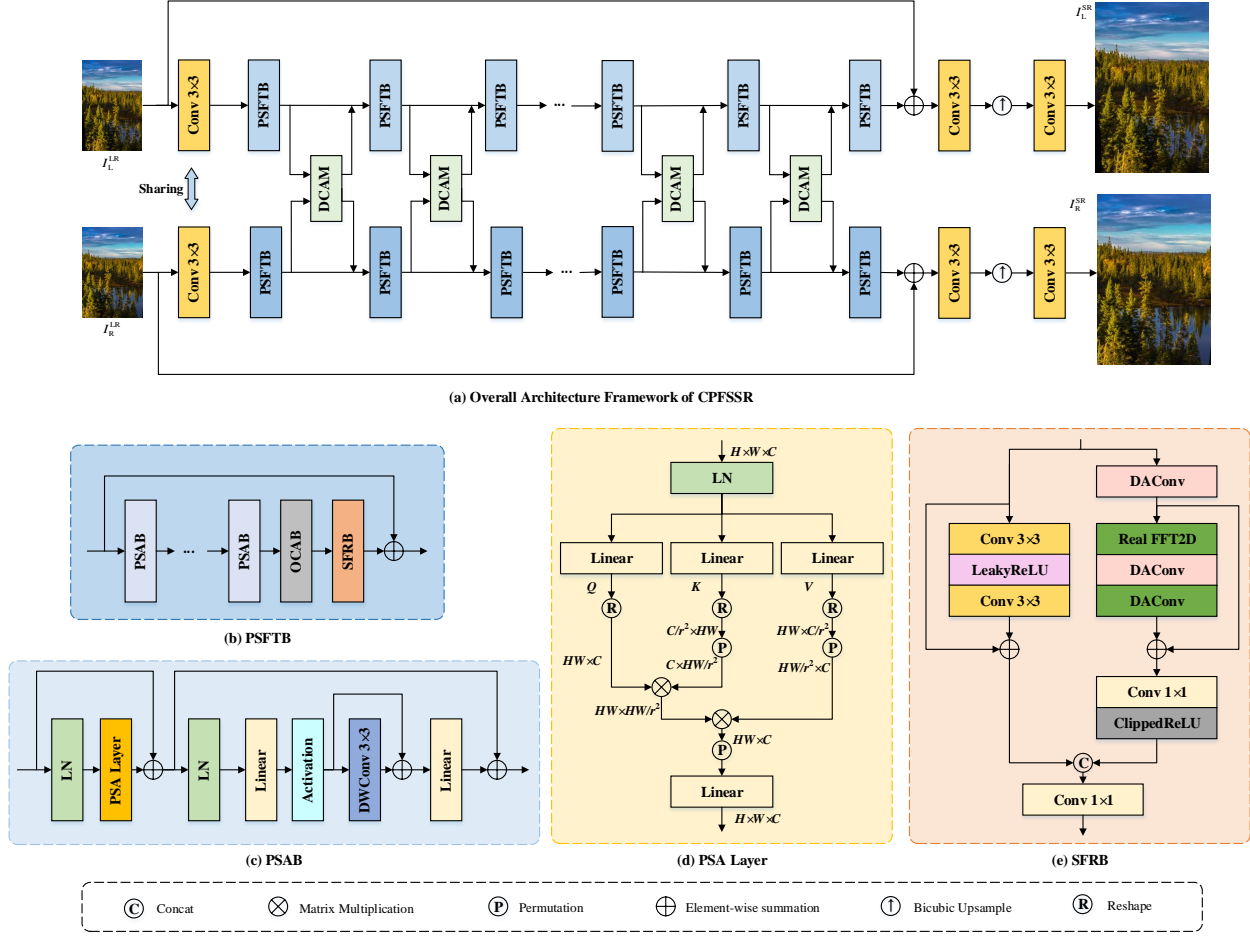 I_L^SR
Conv 3×3
PSFTB
PSFTB
PSFTB
...
PSFTB
PSFTB
PSFTB
Conv 3×3
↑
Conv 3×3
I_L^LR
Sharing
DCAM
DCAM
DCAM
DCAM
I_R^SR
Conv 3×3
PSFTB
PSFTB
PSFTB
...
PSFTB
PSFTB
PSFTB
Conv 3×3
↑
Conv 3×3
I_R^LR
(a) Overall Architecture Framework of CPFSSR
PSAB
...
PSAB
OCAB
SFRB
(b) PSFTB
LN
PSA Layer
LN
Linear
Activation
DWConv 3×3
Linear
(c) PSAB
H×W×C
LN
Linear
Linear
Linear
Q
K
V
R
R
R
C/r²×HW
HW×C/r²
P
P
HW×C
C×HW/r²
HW/r²×C
HW×HW/r²
P
HW×C
Linear
H×W×C
(d) PSA Layer
DAConv
Conv 3×3
LeakyReLU
Conv 3×3
Real FFT2D
DAConv
DAConv
Conv 1×1
ClippedReLU
C
Conv 1×1
(e) SFRB
C Concat
Matrix Multiplication
P Permutation
Element-wise summation
↑ Bicubic Upsample
R Reshape